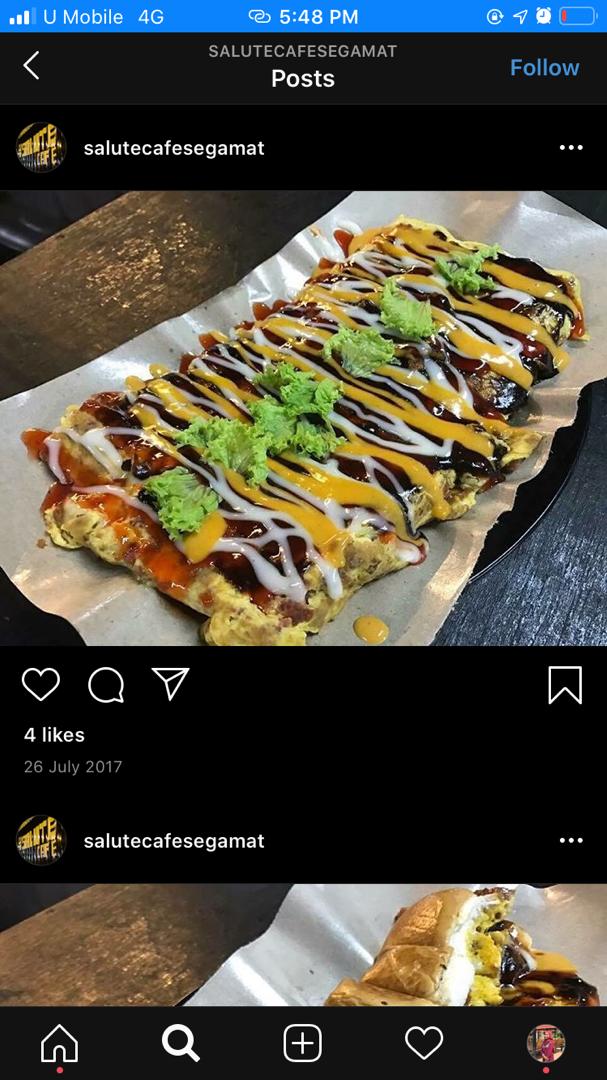 U Mobile 4G 5:48 PM
SALUTECAFESEGAMAT
Posts
Follow
salutecafesegamat
4 likes
26 July 2017
salutecafesegamat